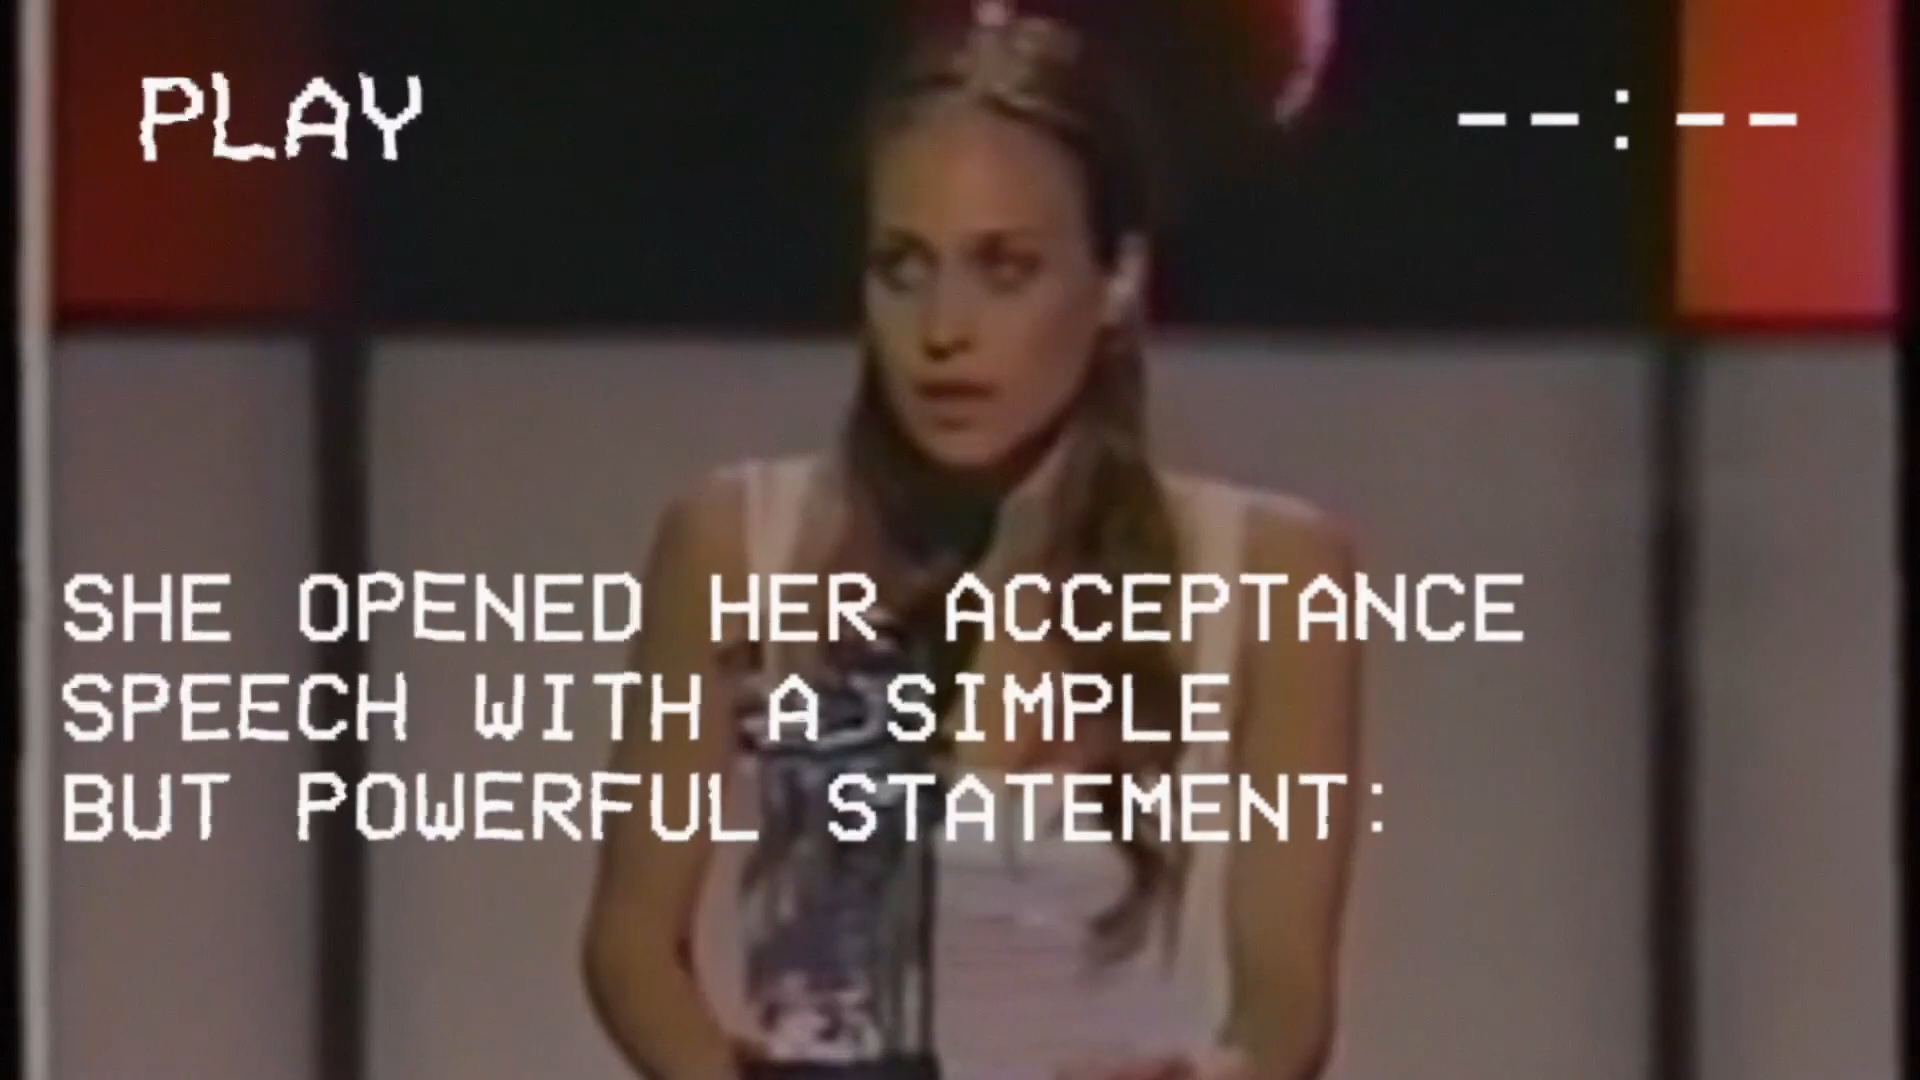 PLAY
--:--
SHE OPENED HER ACCEPTANCE
SPEECH WITH A SIMPLE
BUT POWERFUL STATEMENT: